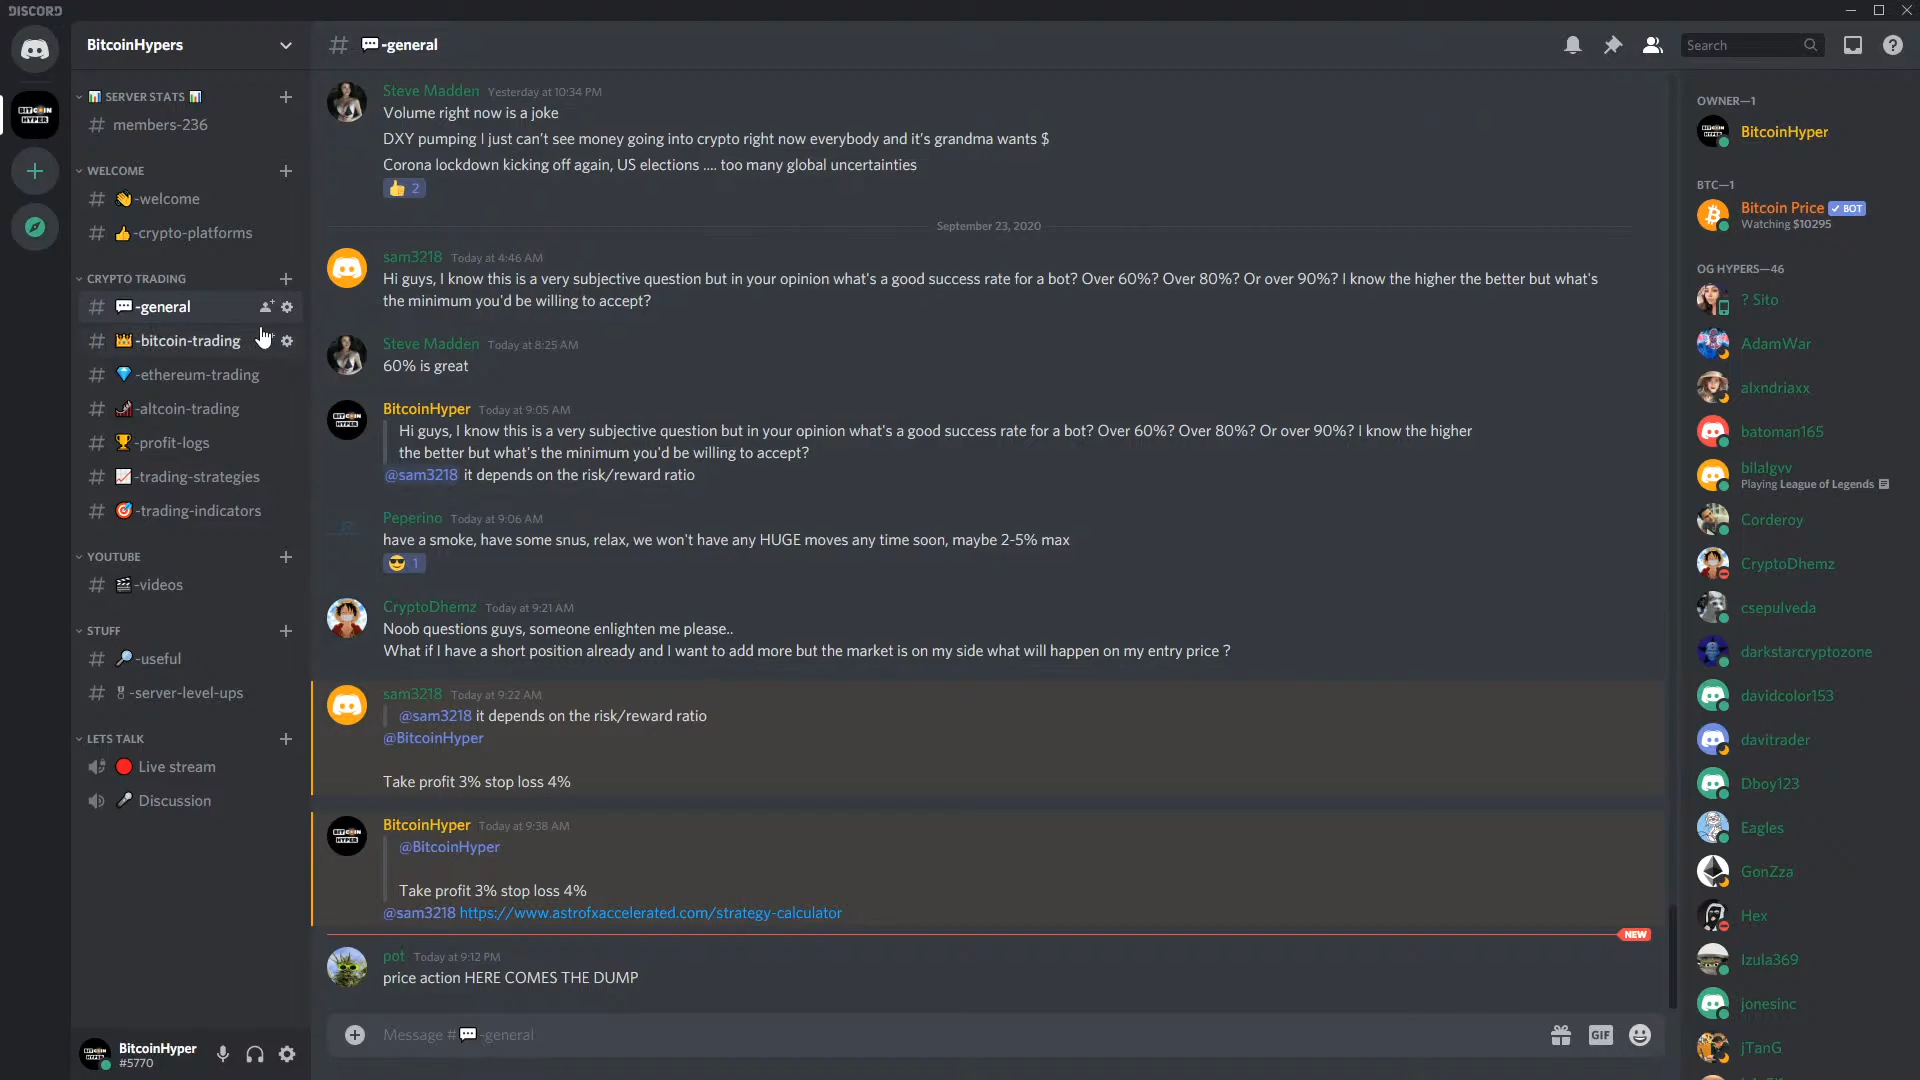 DISCORD
BitcoinHypers
SERVER STATS
members-236
WELCOME
-welcome
-crypto-platforms
CRYPTO TRADING
-general
-bitcoin-trading
-ethereum-trading
-altcoin-trading
-profit-logs
-trading-strategies
-trading-indicators
YOUTUBE
-videos
STUFF
-useful
-server-level-ups
LETS TALK
Live stream
Discussion
BitcoinHyper
#5770
-general
Search
Steve Madden Yesterday at 10:34 PM
Volume right now is a joke
DXY pumping I just can't see money going into crypto right now everybody and it's grandma wants $
Corona lockdown kicking off again, US elections .... too many global uncertainties
2
September 23, 2020
sam3218 Today at 4:46 AM
Hi guys, I know this is a very subjective question but in your opinion what's a good success rate for a bot? Over 60%? Over 80%? Or over 90%? I know the higher the better but what's
the minimum you'd be willing to accept?
Steve Madden Today at 8:25 AM
60% is great
BitcoinHyper Today at 9:05 AM
Hi guys, I know this is a very subjective question but in your opinion what's a good success rate for a bot? Over 60%? Over 80%? Or over 90%? I know the higher
the better but what's the minimum you'd be willing to accept?
@sam3218 it depends on the risk/reward ratio
Peperino Today at 9:06 AM
have a smoke, have some snus, relax, we won't have any HUGE moves any time soon, maybe 2-5% max
1
CryptoDhemz Today at 9:21 AM
Noob questions guys, someone enlighten me please..
What if I have a short position already and I want to add more but the market is on my side what will happen on my entry price ?
sam3218 Today at 9:22 AM
@sam3218 it depends on the risk/reward ratio
@BitcoinHyper
Take profit 3% stop loss 4%
BitcoinHyper Today at 9:38 AM
@BitcoinHyper
Take profit 3% stop loss 4%
@sam3218 https://www.astrofxaccelerated.com/strategy-calculator
NEW
pot Today at 9:12 PM
price action HERE COMES THE DUMP
Message # -general
GIF
OWNER—1
BitcoinHyper
BTC—1
Bitcoin Price BOT
Watching $10295
OG HYPERS—46
? Sito
AdamWar
alxndriaxx
batoman165
bilalgvv
Playing League of Legends
Corderoy
CryptoDhemz
csepulveda
darkstarcryptozone
davidcolor153
davitrader
Dboy123
Eagles
GonZza
Hex
Izula369
jonesinc
jTanG